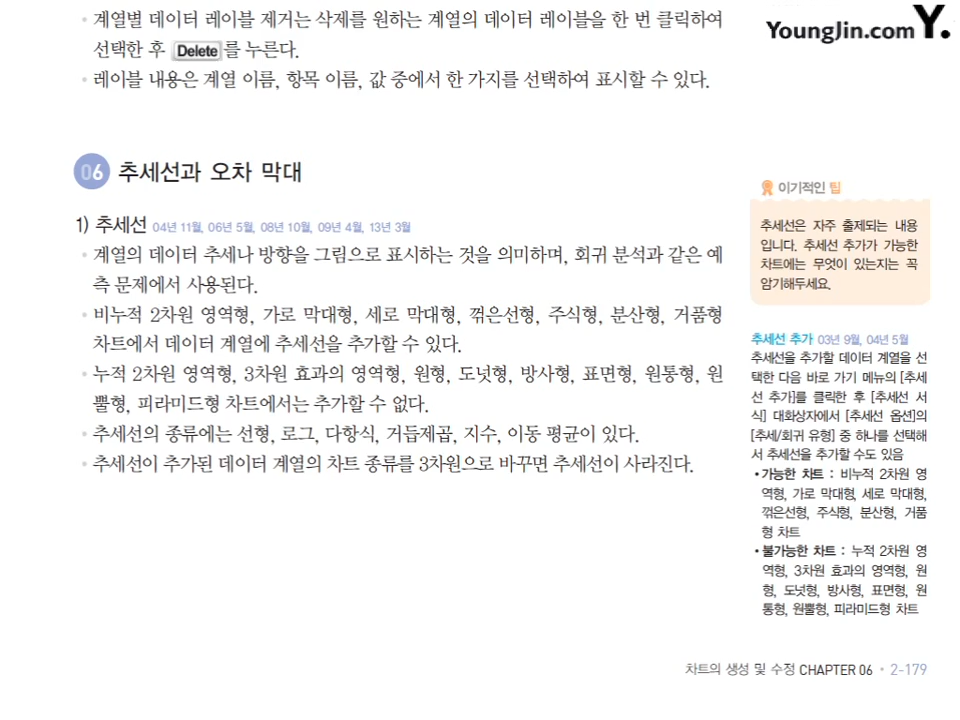 계열별 데이터 레이블 제거는 삭제를 원하는 계열의 데이터 레이블을 한 번 클릭하여
선택한 후 Delete를 누른다.
레이블 내용은 계열 이름, 항목 이름, 값 중에서 한 가지를 선택하여 표시할 수 있다.
YoungJin.com Y.
06 추세선과 오차 막대
1) 추세선 04년 11월, 06년 5월, 08년 10월, 09년 4월, 13년 3월
계열의 데이터 추세나 방향을 그림으로 표시하는 것을 의미하며, 회귀 분석과 같은 예
측 문제에서 사용된다.
비누적 2차원 영역형, 가로 막대형, 세로 막대형, 꺾은선형, 주식형, 분산형, 거품형
차트에서 데이터 계열에 추세선을 추가할 수 있다.
누적 2차원 영역형, 3차원 효과의 영역형, 원형, 도넛형, 방사형, 표면형, 원통형, 원
뿔형, 피라미드형 차트에서는 추가할 수 없다.
추세선의 종류에는 선형, 로그, 다항식, 거듭제곱, 지수, 이동 평균이 있다.
추세선이 추가된 데이터 계열의 차트 종류를 3차원으로 바꾸면 추세선이 사라진다.
이기적인 팁
추세선은 자주 출제되는 내용
입니다. 추세선 추가가 가능한
차트에는 무엇이 있는지는 꼭
암기해두세요.
추세선 추가 03년 9월, 04년 5월
추세선을 추가할 데이터 계열을 선
택한 다음 바로 가기 메뉴의 [추세
선 추가]를 클릭한 후 [추세선 서
식] 대화상자에서 [추세선 옵션]의
[추세/회귀 유형] 중 하나를 선택해
서 추세선을 추가할 수도 있음
• 가능한 차트 : 비누적 2차원 영
역형, 가로 막대형, 세로 막대형,
꺾은선형, 주식형, 분산형, 거품
형 차트
• 불가능한 차트 : 누적 2차원 영
역형, 3차원 효과의 영역형, 원
형, 도넛형, 방사형, 표면형, 원
통형, 원뿔형, 피라미드형 차트
차트의 생성 및 수정 CHAPTER 06 • 2-179